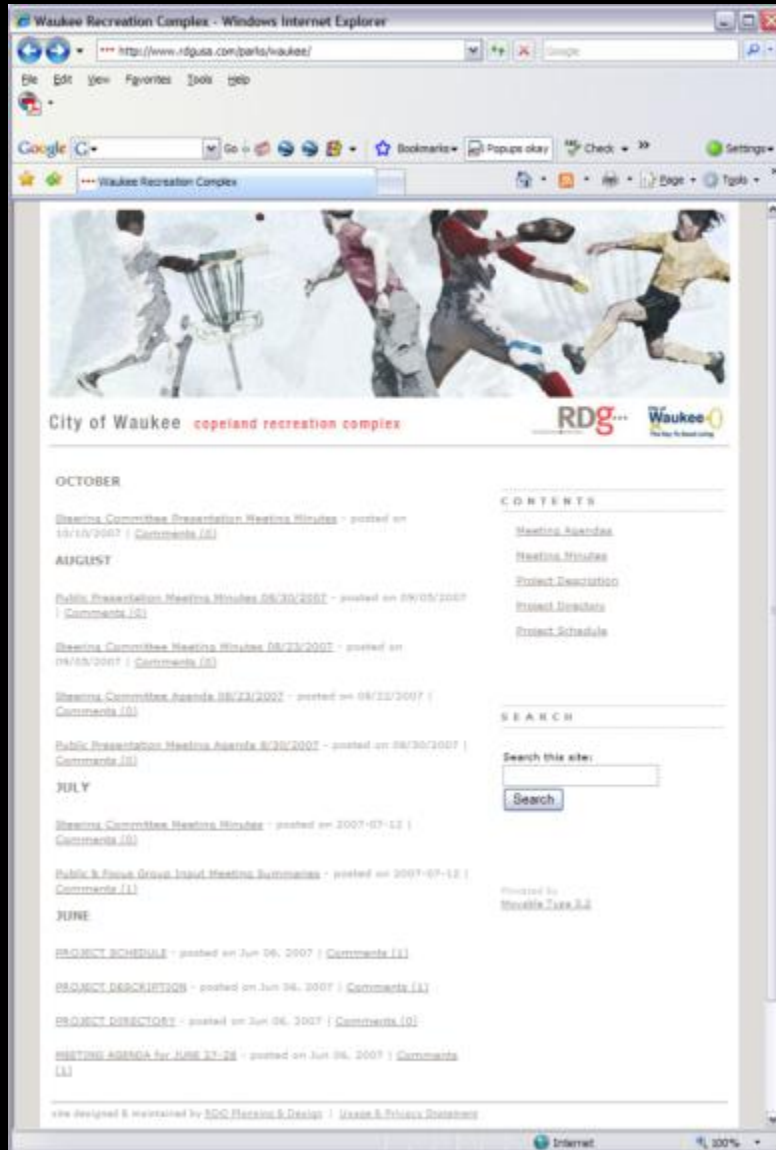 Waukee Recreation Complex - Windows Internet Explorer
http://www.rdgusa.com/parks/waukee/
Google
File Edit View Favorites Tools Help
Google G Go Bookmarks Popups okay Check Settings
Waukee Recreation Complex Page Tools
City of Waukee copeland recreation complex
RDg...
City of
Waukee
The Key To Good Living
OCTOBER
Steering Committee Presentation Meeting Minutes - posted on
10/10/2007 | Comments (0)
AUGUST
Public Presentation Meeting Minutes 08/30/2007 - posted on 09/05/2007
| Comments (0)
Steering Committee Meeting Minutes 08/23/2007 - posted on
09/05/2007 | Comments (0)
Steering Committee Agenda 08/23/2007 - posted on 08/22/2007 |
Comments (0)
Public Presentation Meeting Agenda 8/30/2007 - posted on 08/30/2007 |
Comments (0)
JULY
Steering Committee Meeting Minutes - posted on 2007-07-12 |
Comments (0)
Public & Focus Group Input Meeting Summaries - posted on 2007-07-12 |
Comments (1)
JUNE
PROJECT SCHEDULE - posted on Jun 06, 2007 | Comments (1)
PROJECT DESCRIPTION - posted on Jun 06, 2007 | Comments (1)
PROJECT DIRECTORY - posted on Jun 06, 2007 | Comments (0)
MEETING AGENDA for JUNE 27-28 - posted on Jun 06, 2007 | Comments
(1)
CONTENTS
Meeting Agendas
Meeting Minutes
Project Description
Project Directory
Project Schedule
SEARCH
Search this site:
Search
Powered by
Movable Type 3.2
site designed & maintained by RDG Planning & Design | Usage & Privacy Statement
Internet 100%